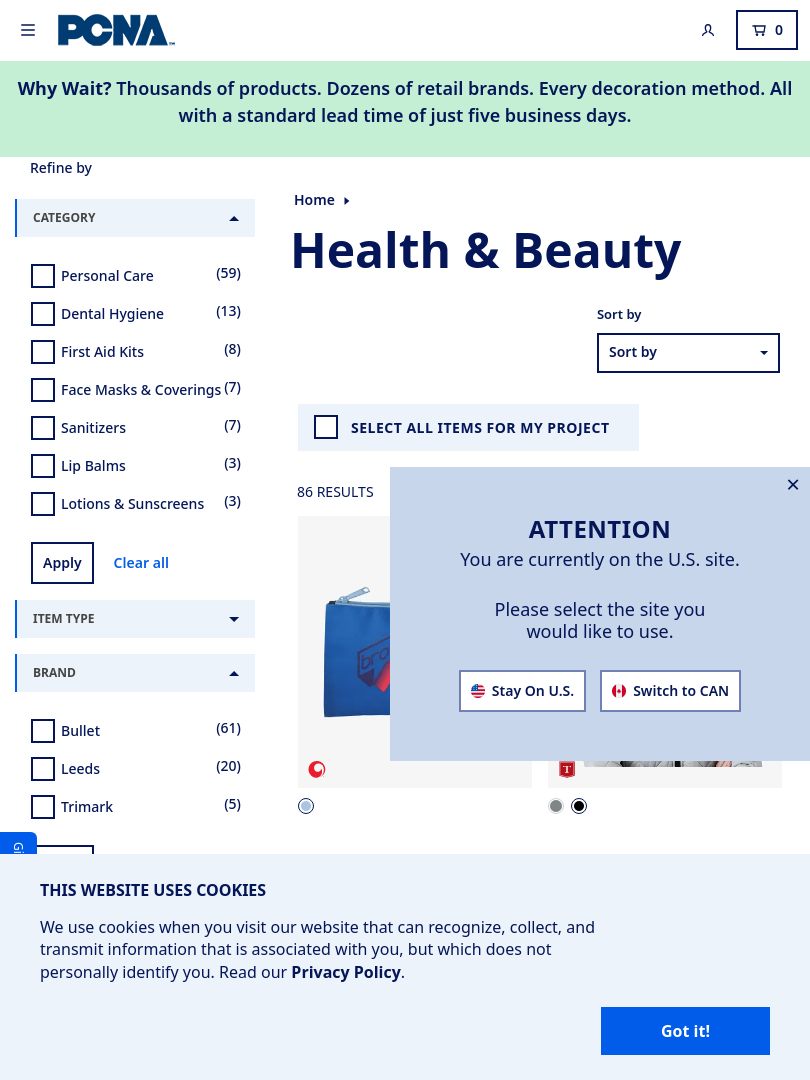 PCNA
0
Why Wait? Thousands of products. Dozens of retail brands. Every decoration method. All
with a standard lead time of just five business days.
Refine by
Home
Health & Beauty
CATEGORY
Personal Care (59)
Dental Hygiene (13)
First Aid Kits (8)
Face Masks & Coverings (7)
Sanitizers (7)
Lip Balms (3)
Lotions & Sunscreens (3)
Apply Clear all
ITEM TYPE
BRAND
Bullet (61)
Leeds (20)
Trimark (5)
Sort by
Sort by
SELECT ALL ITEMS FOR MY PROJECT
86 RESULTS
ATTENTION
You are currently on the U.S. site.
Please select the site you
would like to use.
Stay On U.S. Switch to CAN
T
THIS WEBSITE USES COOKIES
We use cookies when you visit our website that can recognize, collect, and
transmit information that is associated with you, but which does not
personally identify you. Read our Privacy Policy.
Got it!